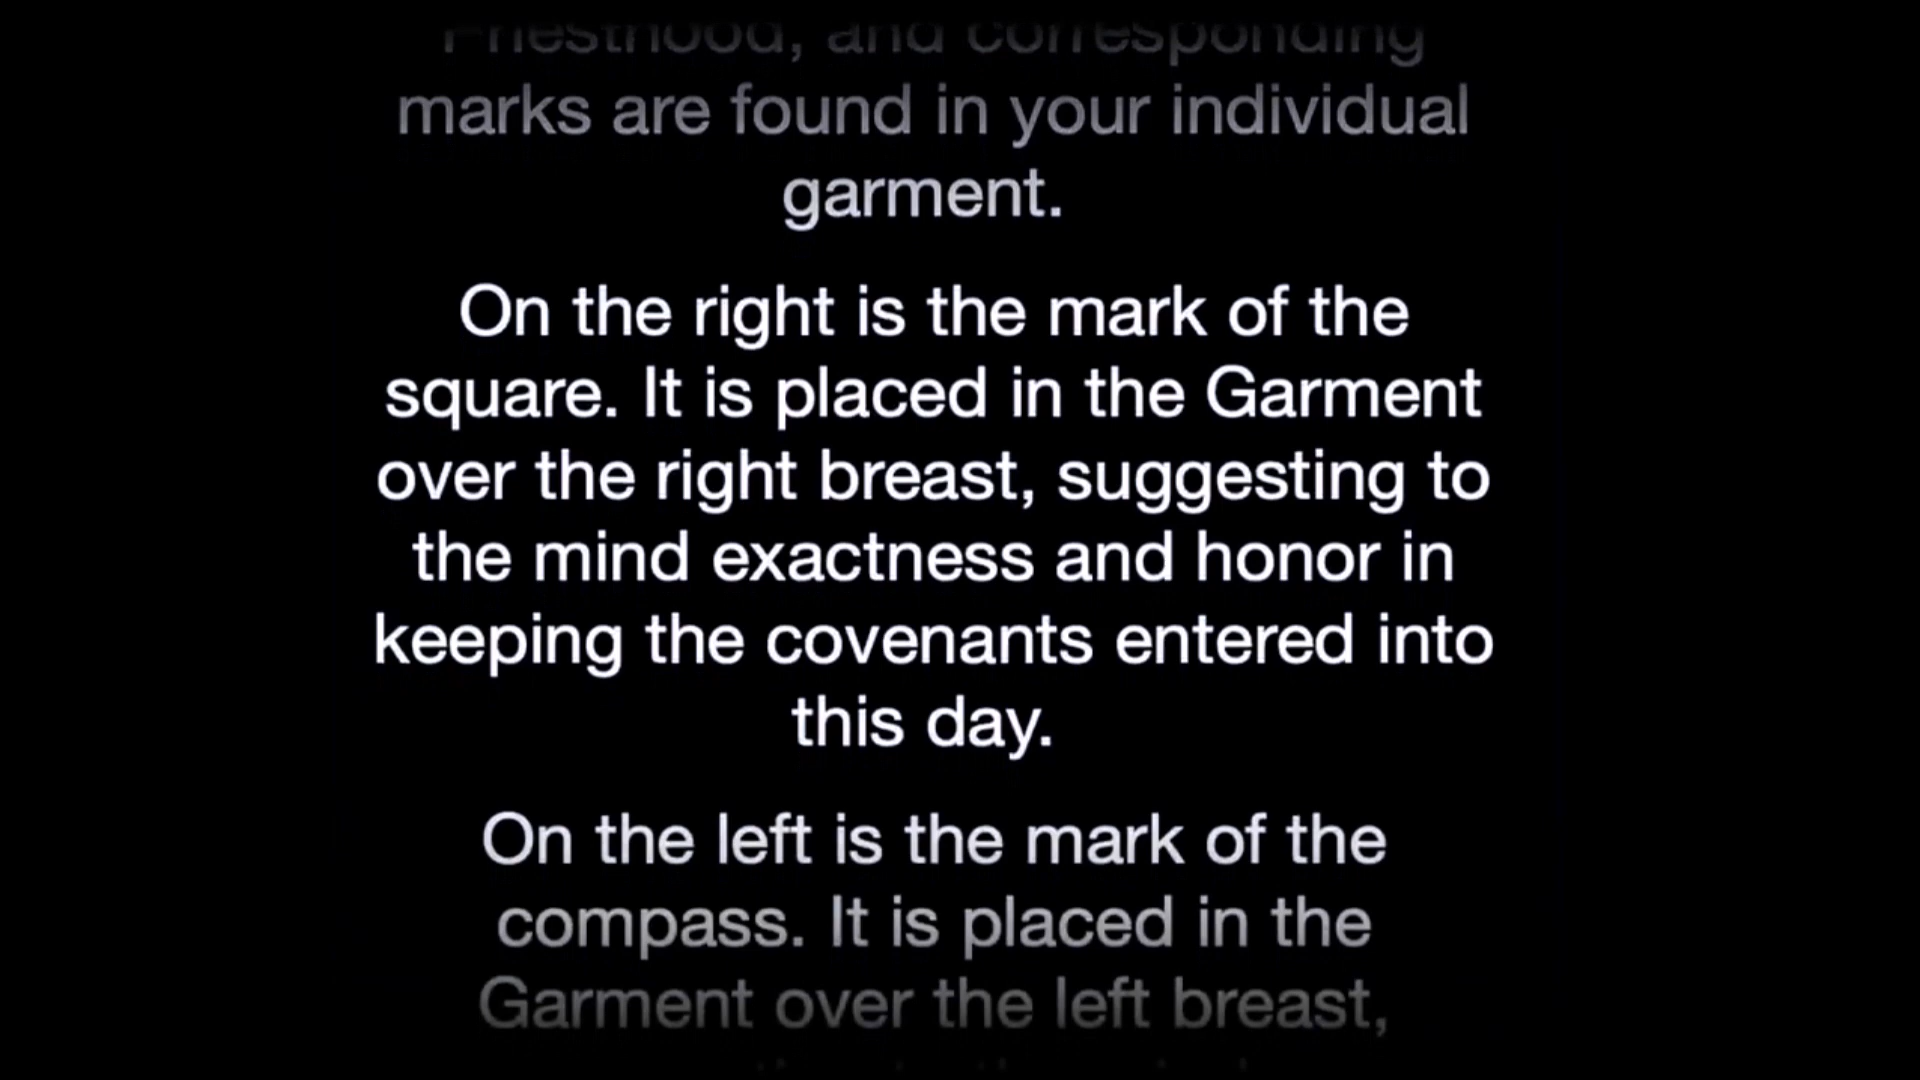 Priesthood, and corresponding
marks are found in your individual
garment.
On the right is the mark of the
square. It is placed in the Garment
over the right breast, suggesting to
the mind exactness and honor in
keeping the covenants entered into
this day.
On the left is the mark of the
compass. It is placed in the
Garment over the left breast,